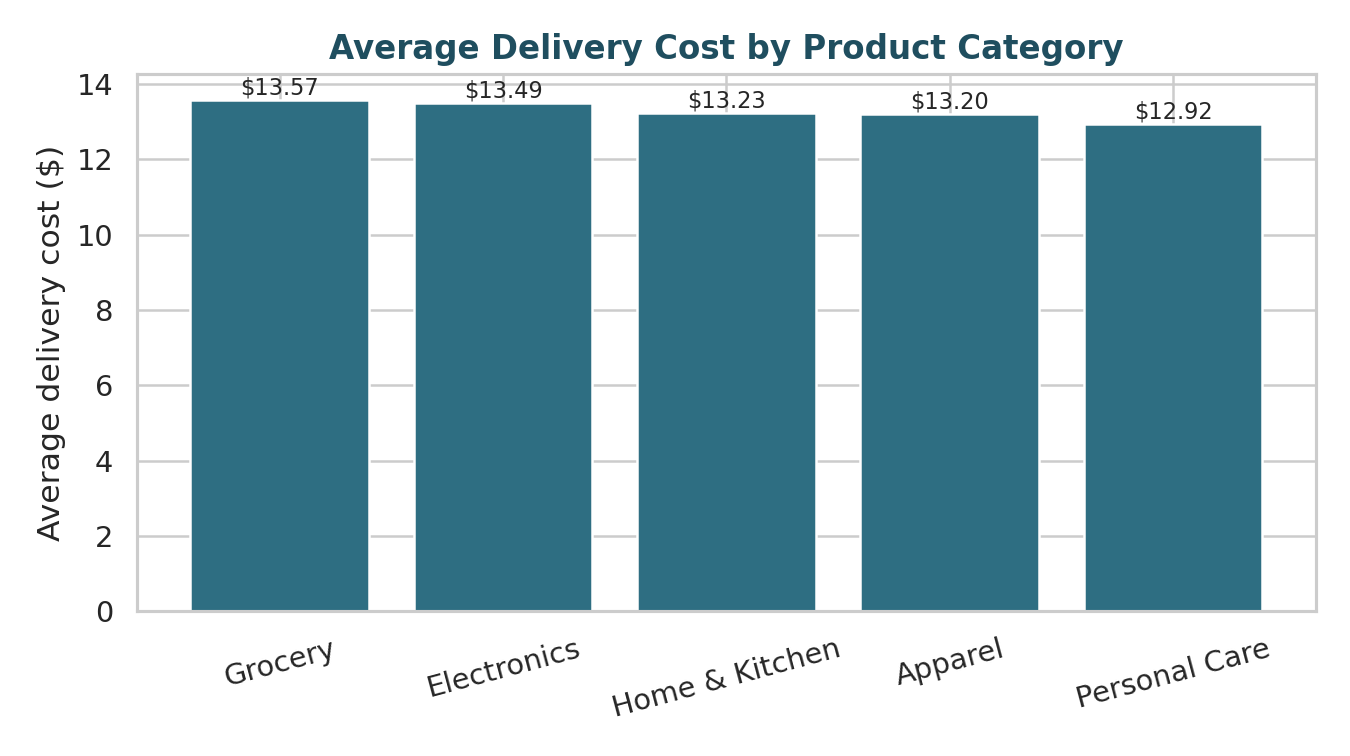 Average Delivery Cost by Product Category
Average delivery cost ($)
14
12
10
8
6
4
2
0
$13.57
$13.49
$13.23
$13.20
$12.92
Grocery
Electronics
Home & Kitchen
Apparel
Personal Care